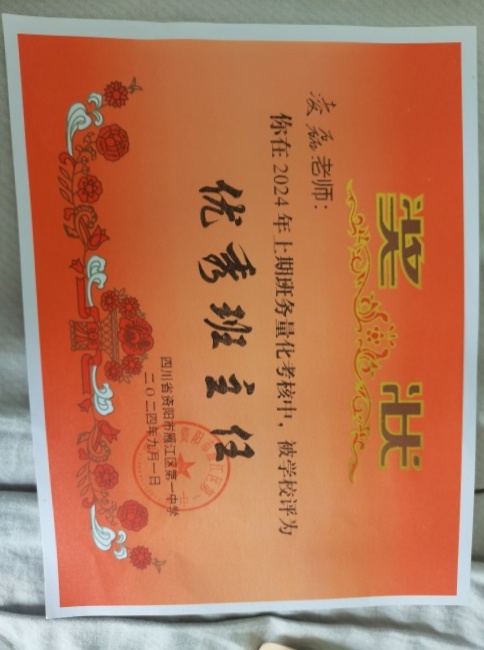 奖状
凌磊老师：
你在2024年上期班务量化考核中，被学校评为
优秀班主任
四川省资阳市雁江区第一中学
二〇二四年九月一日